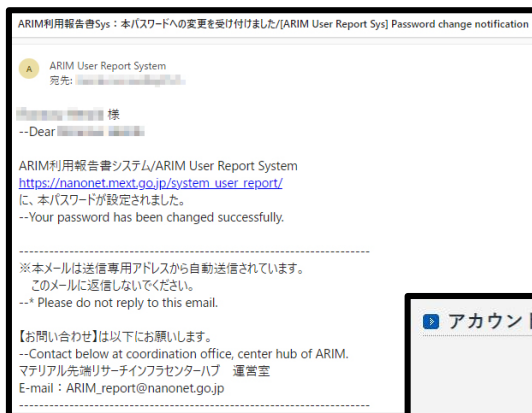 ARIM利用報告書Sys：本パスワードへの変更を受け付けました/[ARIM User Report Sys] Password change notification
A
ARIM User Report System
宛先:
様
--Dear
ARIM利用報告書システム/ARIM User Report System
https://nanonet.mext.go.jp/system_user_report/
に、本パスワードが設定されました。
--Your password has been changed successfully.
------------------------------------------------------------------
※本メールは送信専用アドレスから自動送信されています。
このメールに返信しないでください。
--* Please do not reply to this email.
【お問い合わせ】は以下にお願いします。
--Contact below at coordination office, center hub of ARIM.
マテリアル先端リサーチインフラセンターハブ　運営室
E-mail：ARIM_report@nanonet.go.jp
------------------------------------------------------------------
アカウント